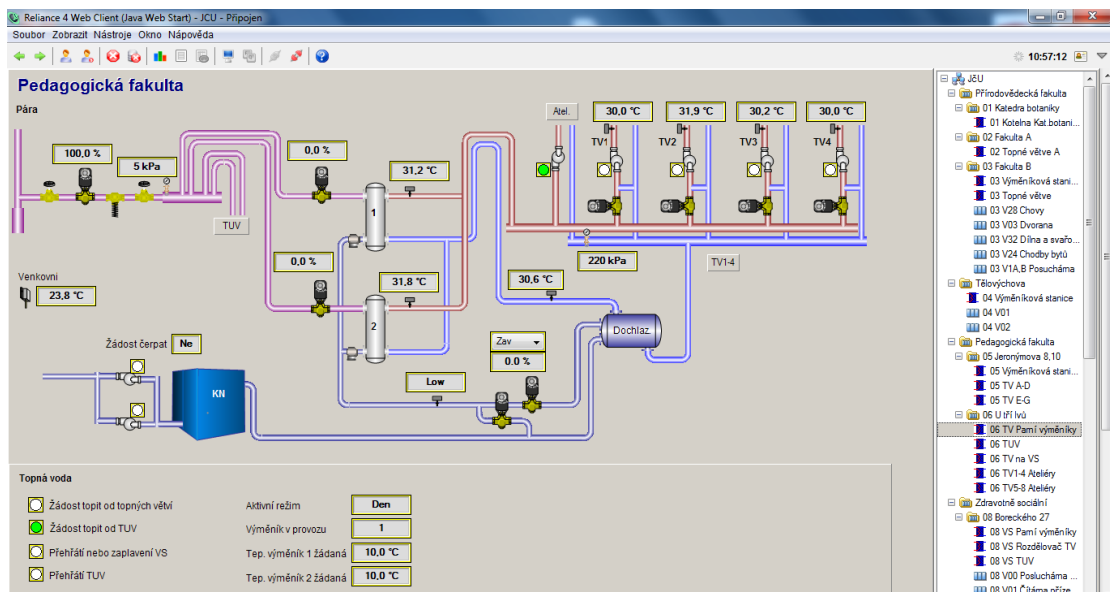 Reliance 4 Web Client (Java Web Start) - JCU - Připojen
Soubor Zobrazit Nástroje Okno Nápověda
10:57:12
Pedagogická fakulta
Pára
100,0 %
5 kPa
TUV
0,0 %
31,2 °C
1
0,0 %
31,8 °C
2
Atel.
30,0 °C
31,9 °C
30,2 °C
30,0 °C
TV1
TV2
TV3
TV4
220 kPa
TV1-4
30,6 °C
Dochlaz.
Venkovni
23,8 °C
Žádost čerpat
Ne
KN
Zav
0.0 %
Low
Topná voda
Žádost topit od topných větví
Žádost topit od TUV
Přehřátí nebo zaplavení VS
Přehřátí TUV
Aktivní režim
Den
Výměník v provozu
1
Tep. výměník 1 žádaná
10,0 °C
Tep. výměník 2 žádaná
10,0 °C
JčU
Přírodovědecká fakulta
01 Katedra botaniky
01 Kotelna Kat.botani...
02 Fakulta A
02 Topné větve A
03 Fakulta B
03 Výměníková stani...
03 Topné větve
03 V28 Chovy
03 V03 Dvorana
03 V32 Dílna a svařo...
03 V24 Chodby bytů
03 V1A,B Posucháma
Tělovýchova
04 Výměníková stanice
04 V01
04 V02
Pedagogická fakulta
05 Jeronýmova 8,10
05 Výměníková stani...
05 TV A-D
05 TV E-G
06 U tří lvů
06 TV Parní výměníky
06 TUV
06 TV na VS
06 TV1-4 Ateliéry
06 TV5-8 Ateliéry
Zdravotně sociální
08 Boreckého 27
08 VS Parní výměníky
08 VS Rozdělovač TV
08 VS TUV
08 V00 Poslucháma ...
08 V01 Čítárna příze...